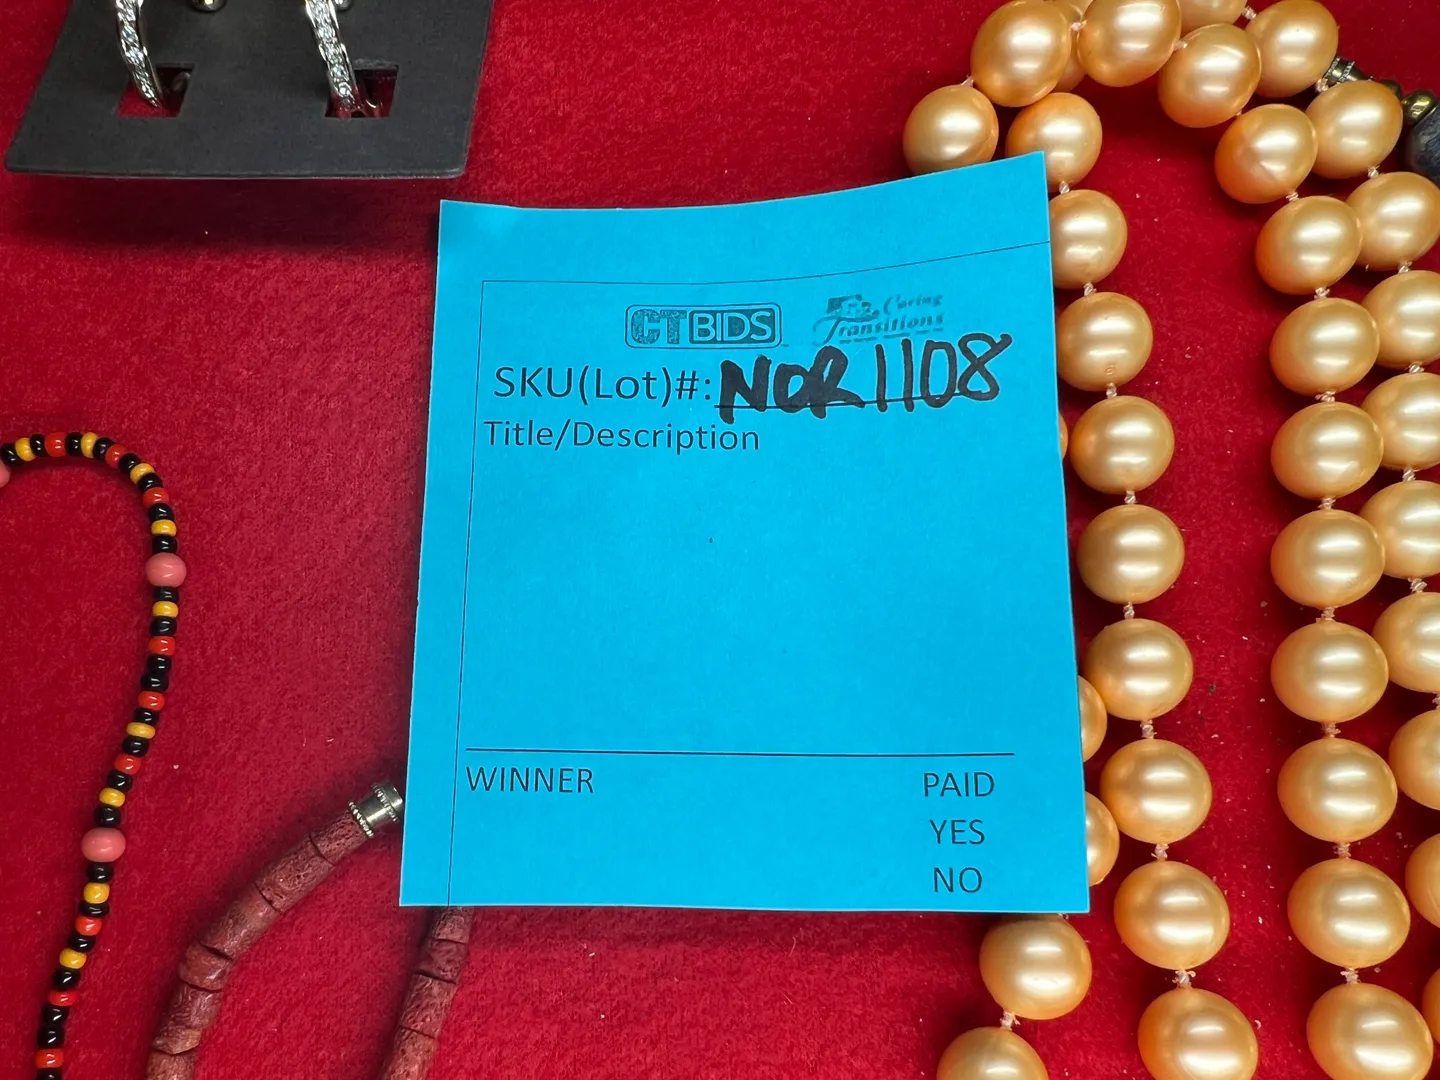 CTBIDS
Caring
Transitions
SKU(Lot)#: NOR1108
Title/Description
WINNER
PAID
YES
NO